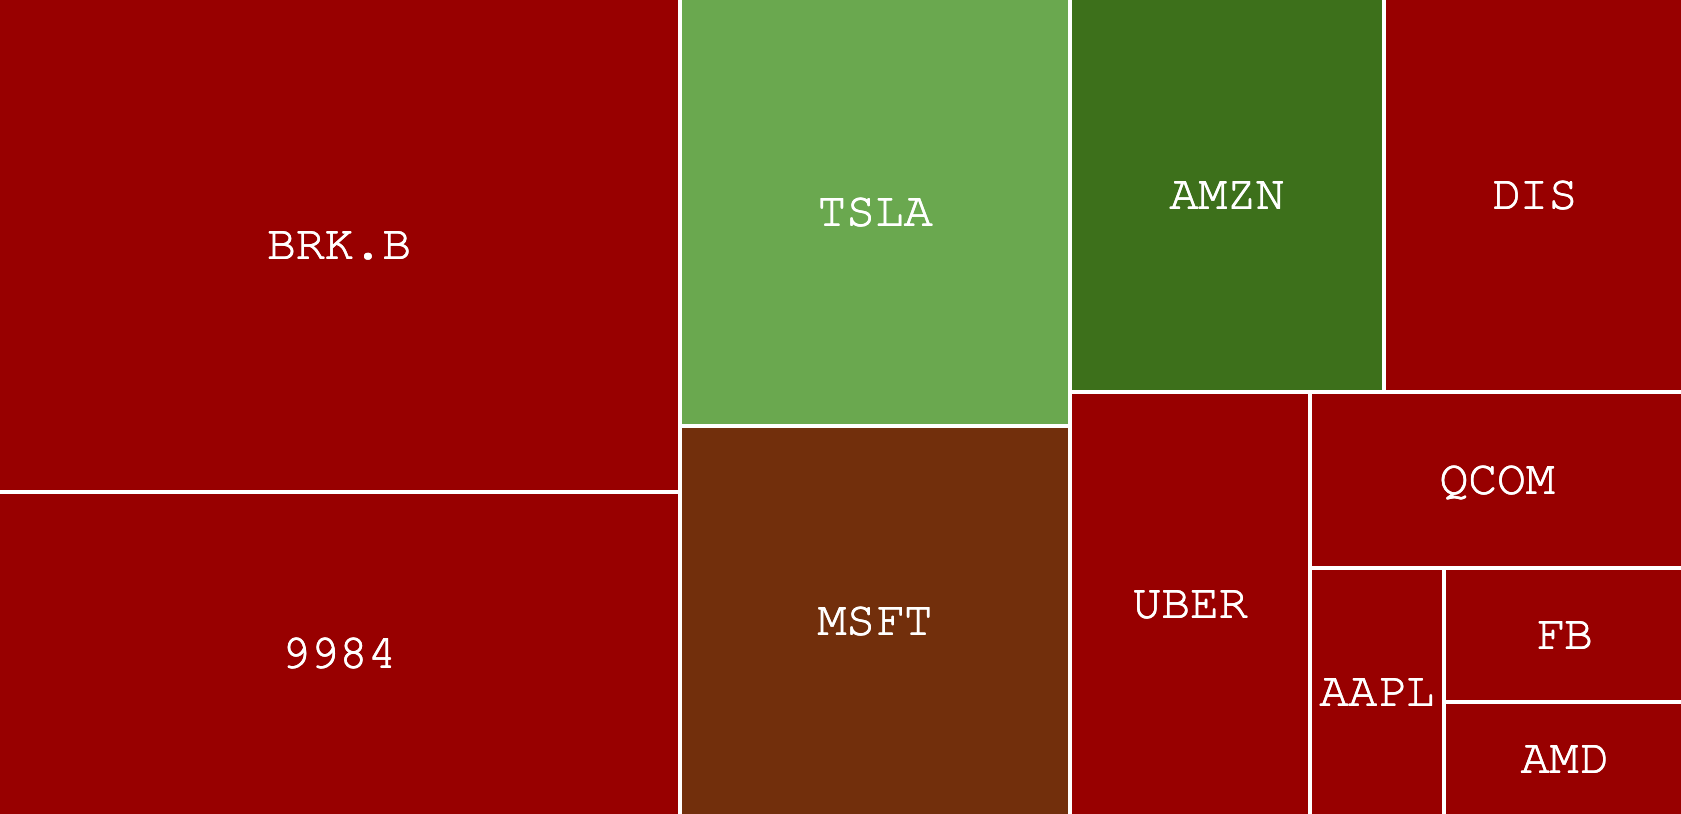 BRK.B
9984
TSLA
MSFT
AMZN
DIS
UBER
QCOM
AAPL
FB
AMD